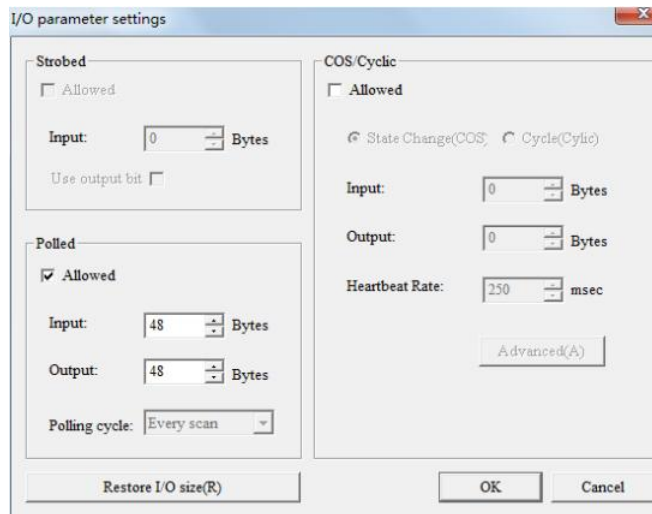 I/O parameter settings
Strobed
Allowed
Input: 0 Bytes
Use output bit
Polled
Allowed
Input: 48 Bytes
Output: 48 Bytes
Polling cycle: Every scan
Restore I/O size(R)
COS/Cyclic
Allowed
State Change(COS) Cycle(Cylic)
Input: 0 Bytes
Output: 0 Bytes
Heartbeat Rate: 250 msec
Advanced(A)
OK Cancel